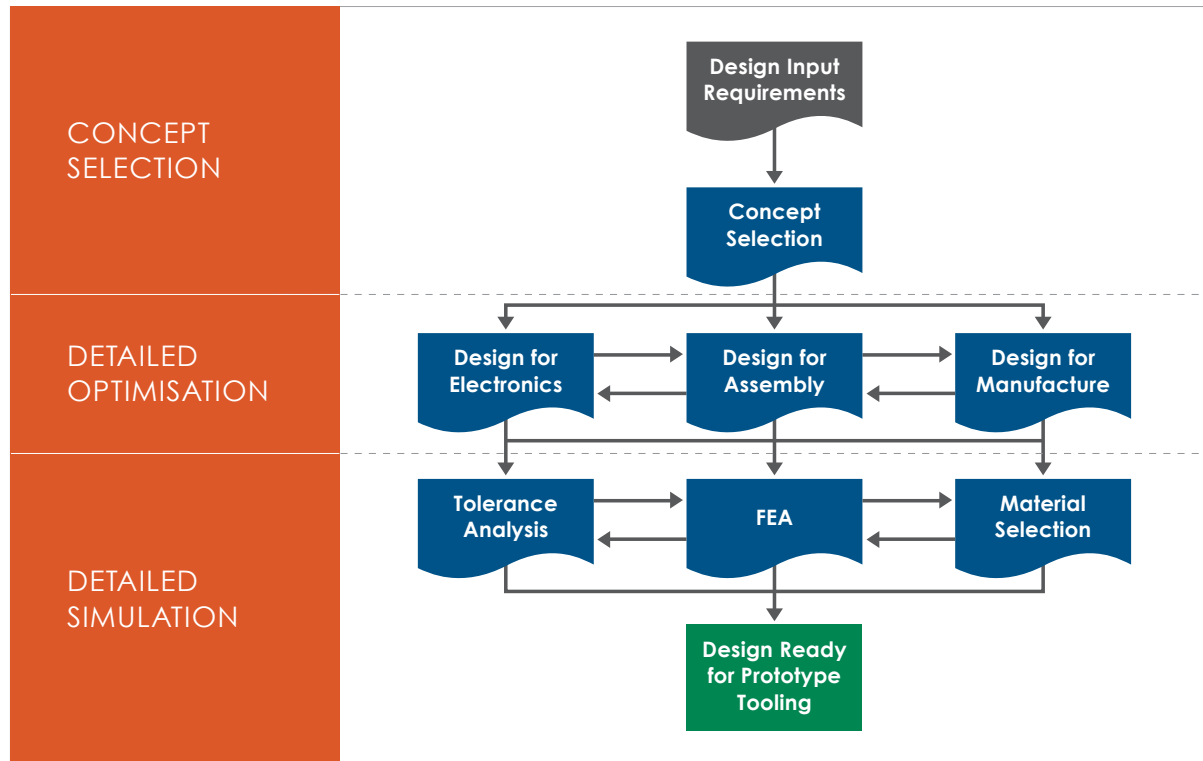 CONCEPT
SELECTION
Design Input
Requirements
Concept
Selection
DETAILED
OPTIMISATION
Design for
Electronics
Design for
Assembly
Design for
Manufacture
DETAILED
SIMULATION
Tolerance
Analysis
FEA
Material
Selection
Design Ready
for Prototype
Tooling